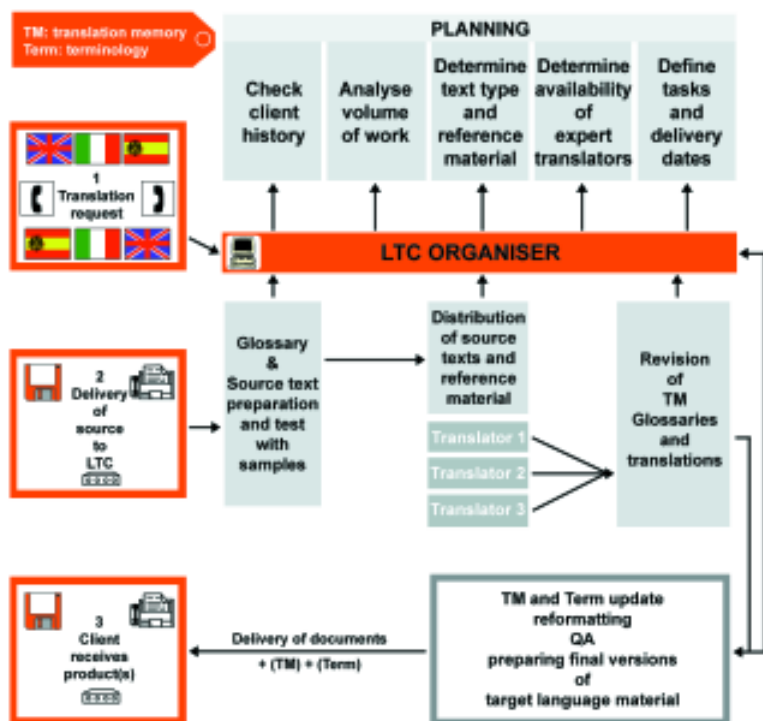 TM: translation memory
Term: terminology
PLANNING
Check
client
history
Analyse
volume
of work
Determine
text type
and
reference
material
Determine
availability
of
expert
translators
Define
tasks
and
delivery
dates
1
Translation
request
LTC ORGANISER
2
Delivery
of
source
to
LTC
Glossary
&
Source text
preparation
and test
with
samples
Distribution
of source
texts and
reference
material
Translator 1
Translator 2
Translator 3
Revision
of
TM
Glossaries
and
translations
3
Client
receives
product(s)
Delivery of documents
+ (TM) + (Term)
TM and Term update
reformatting
QA
preparing final versions
of
target language material